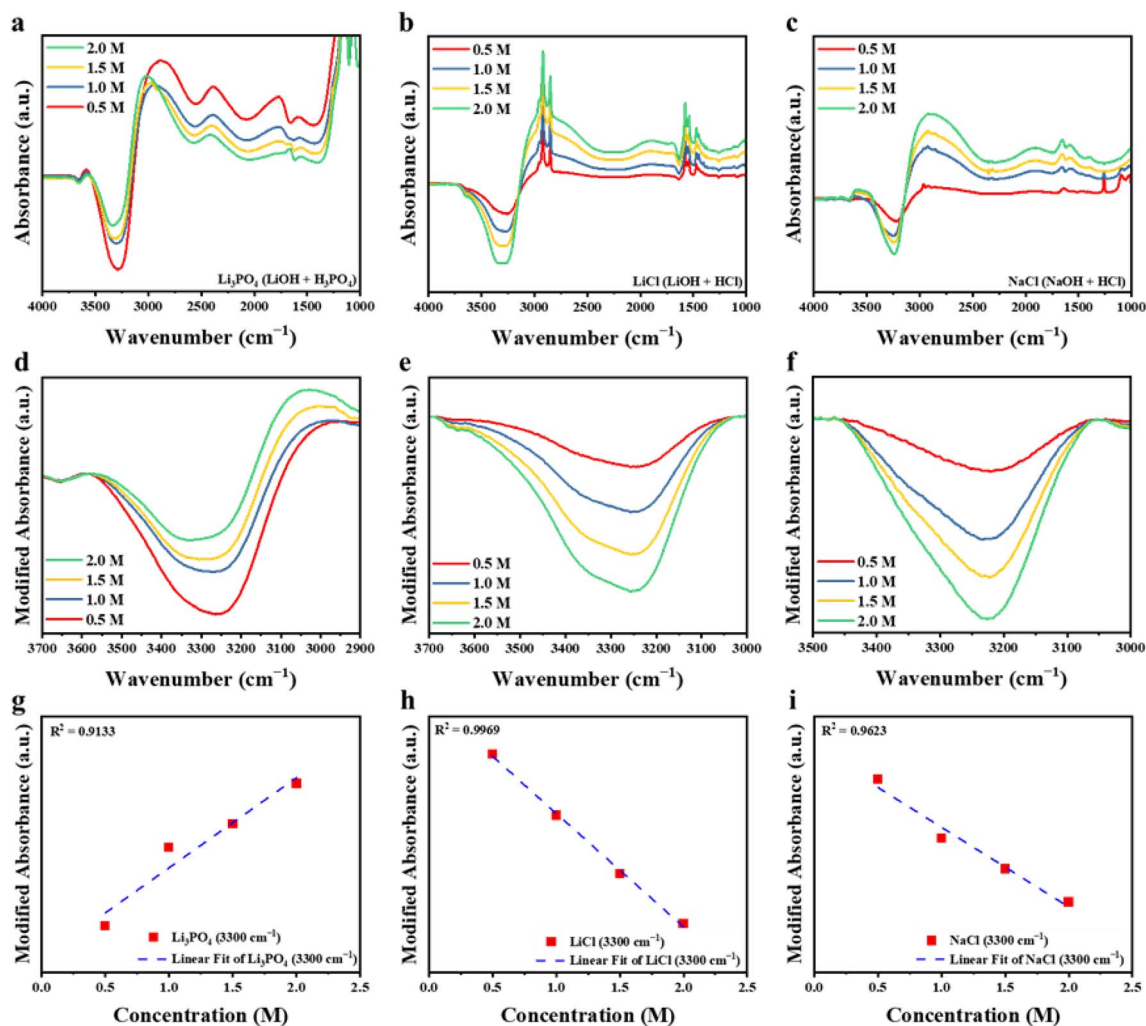 a
2.0 M
1.5 M
1.0 M
0.5 M
Li₃PO₄ (LiOH + H₃PO₄)
Absorbance (a.u.)
4000 3500 3000 2500 2000 1500 1000
Wavenumber (cm⁻¹)
b
0.5 M
1.0 M
1.5 M
2.0 M
LiCl (LiOH + HCl)
Absorbance (a.u.)
4000 3500 3000 2500 2000 1500 1000
Wavenumber (cm⁻¹)
c
0.5 M
1.0 M
1.5 M
2.0 M
NaCl (NaOH + HCl)
Absorbance(a.u.)
4000 3500 3000 2500 2000 1500 1000
Wavenumber (cm⁻¹)
d
2.0 M
1.5 M
1.0 M
0.5 M
Modified Absorbance (a.u.)
3700 3600 3500 3400 3300 3200 3100 3000 2900
Wavenumber (cm⁻¹)
e
0.5 M
1.0 M
1.5 M
2.0 M
Modified Absorbance (a.u.)
3700 3600 3500 3400 3300 3200 3100 3000
Wavenumber (cm⁻¹)
f
0.5 M
1.0 M
1.5 M
2.0 M
Modified Absorbance (a.u.)
3500 3400 3300 3200 3100 3000
Wavenumber (cm⁻¹)
g
R² = 0.9133
Li₃PO₄ (3300 cm⁻¹)
Linear Fit of Li₃PO₄ (3300 cm⁻¹)
Modified Absorbance (a.u.)
0.0 0.5 1.0 1.5 2.0 2.5
Concentration (M)
h
R² = 0.9969
LiCl (3300 cm⁻¹)
Linear Fit of LiCl (3300 cm⁻¹)
Modified Absorbance (a.u.)
0.0 0.5 1.0 1.5 2.0 2.5
Concentration (M)
i
R² = 0.9623
NaCl (3300 cm⁻¹)
Linear Fit of NaCl (3300 cm⁻¹)
Modified Absorbance (a.u.)
0.0 0.5 1.0 1.5 2.0 2.5
Concentration (M)